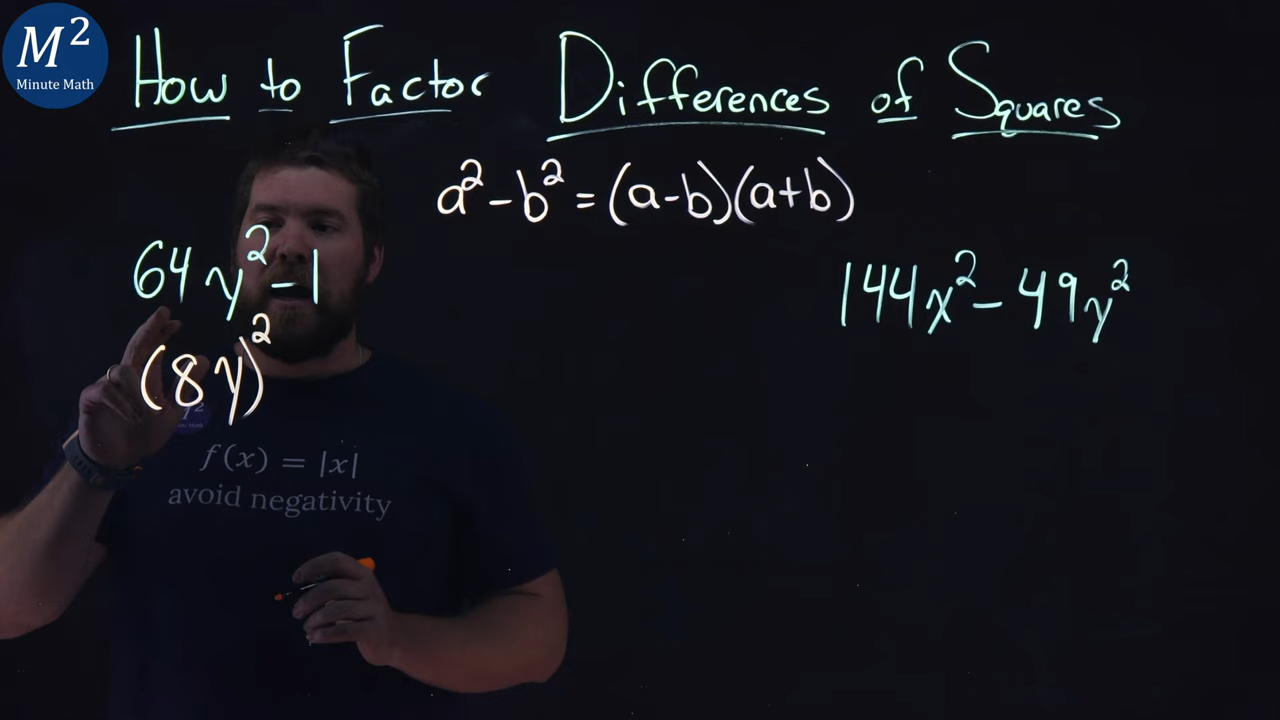 M²
Minute Math
How to Factor Differences of Squares
a² - b² = (a-b)(a+b)
64y² - 1
144x² - 49y²
(8y)²
f(x) = |x|
avoid negativity